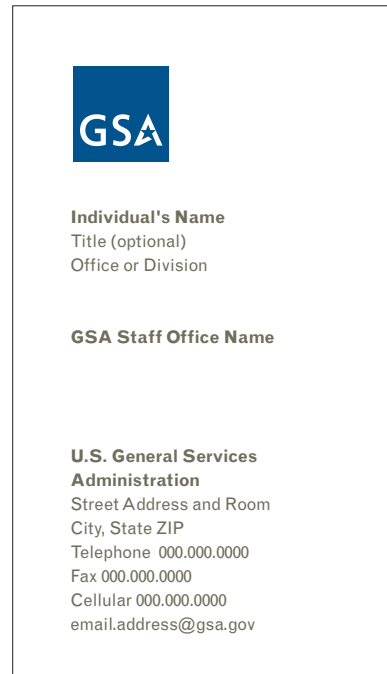 GSA
Individual's Name
Title (optional)
Office or Division
GSA Staff Office Name
U.S. General Services
Administration
Street Address and Room
City, State ZIP
Telephone 000.000.0000
Fax 000.000.0000
Cellular 000.000.0000
email.address@gsa.gov